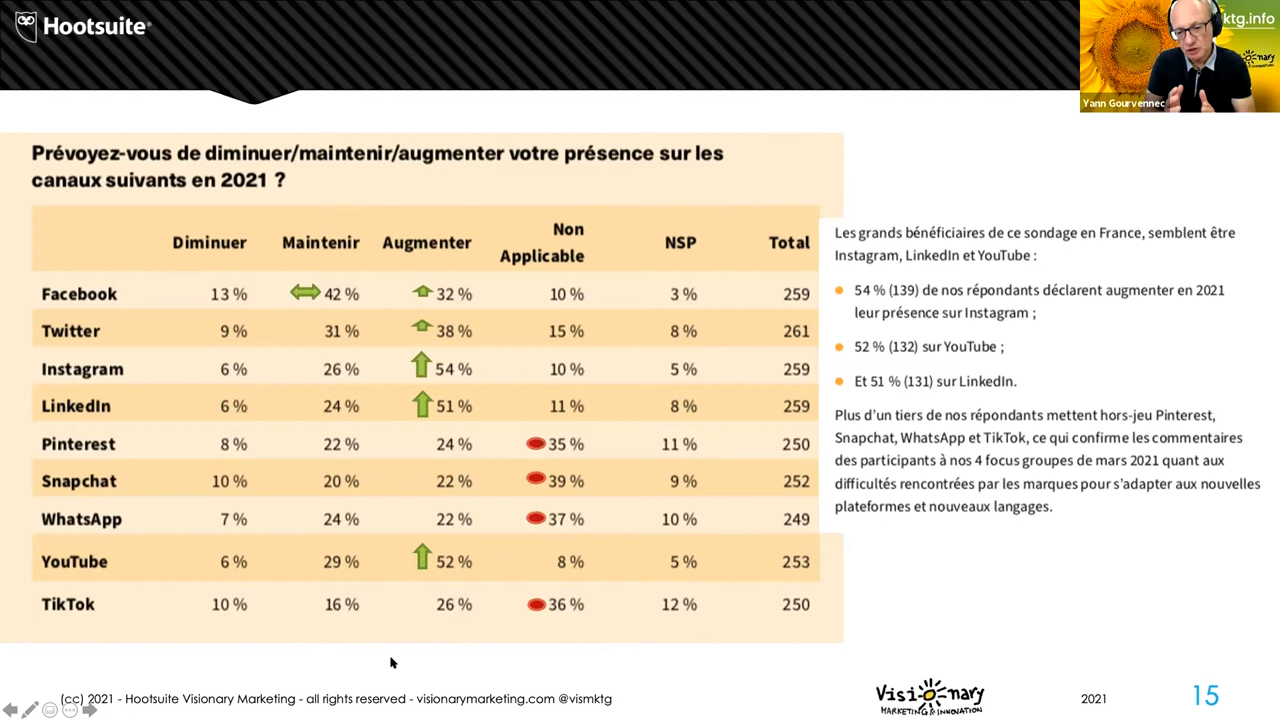 Hootsuite®
ktg.info
Yann Gourvennec
Prévoyez-vous de diminuer/maintenir/augmenter votre présence sur les
canaux suivants en 2021 ?
Diminuer Maintenir Augmenter Non Applicable NSP Total
Facebook 13 % 42 % 32 % 10 % 3 % 259
Twitter 9 % 31 % 38 % 15 % 8 % 261
Instagram 6 % 26 % 54 % 10 % 5 % 259
LinkedIn 6 % 24 % 51 % 11 % 8 % 259
Pinterest 8 % 22 % 24 % 35 % 11 % 250
Snapchat 10 % 20 % 22 % 39 % 9 % 252
WhatsApp 7 % 24 % 22 % 37 % 10 % 249
YouTube 6 % 29 % 52 % 8 % 5 % 253
TikTok 10 % 16 % 26 % 36 % 12 % 250
Les grands bénéficiaires de ce sondage en France, semblent être
Instagram, LinkedIn et YouTube :
54 % (139) de nos répondants déclarent augmenter en 2021
leur présence sur Instagram ;
52 % (132) sur YouTube ;
Et 51 % (131) sur LinkedIn.
Plus d'un tiers de nos répondants mettent hors-jeu Pinterest,
Snapchat, WhatsApp et TikTok, ce qui confirme les commentaires
des participants à nos 4 focus groupes de mars 2021 quant aux
difficultés rencontrées par les marques pour s'adapter aux nouvelles
plateformes et nouveaux langages.
(cc) 2021 - Hootsuite Visionary Marketing - all rights reserved - visionarymarketing.com @vismktg
Visionary
MARKETING & INNOVATION
2021
15